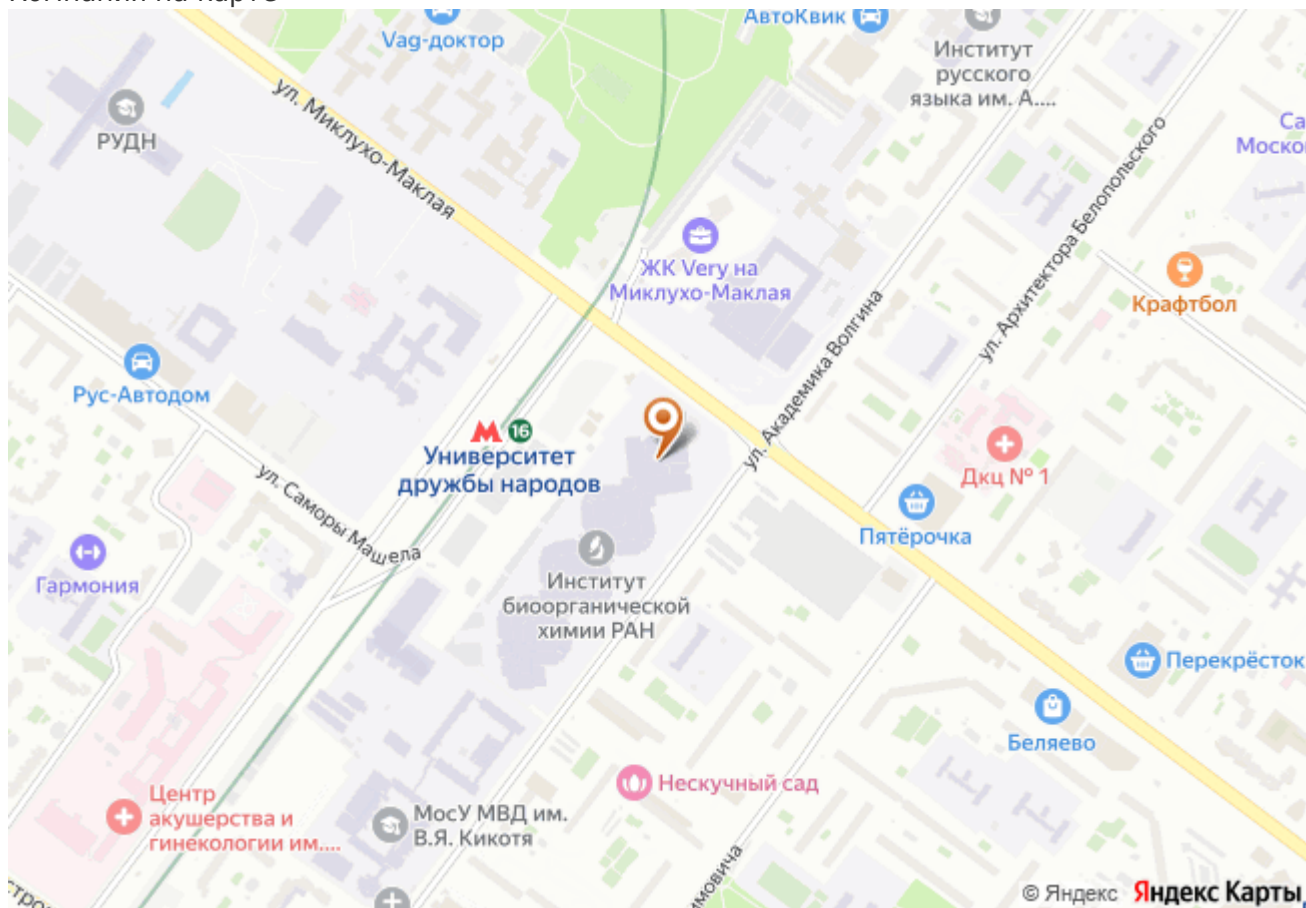 Vag-доктор
АвтоКвик
Институт
русского
языка им. А....
РУДН
ул. Миклухо-Маклая
ул. Архитектора Белопольского
ЖК Very на
Миклухо-Маклая
Крафтбол
ул. Академика Волгина
Рус-Автодом
М 16
Университет
дружбы народов
Дкц № 1
ул. Саморы Машела
Пятёрочка
Гармония
Институт
биоорганической
химии РАН
Перекрёсток
Беляево
Нескучный сад
Центр
акушерства и
гинекологии им....
МосУ МВД им.
В.Я. Кикотя
© Яндекс Яндекс Карты